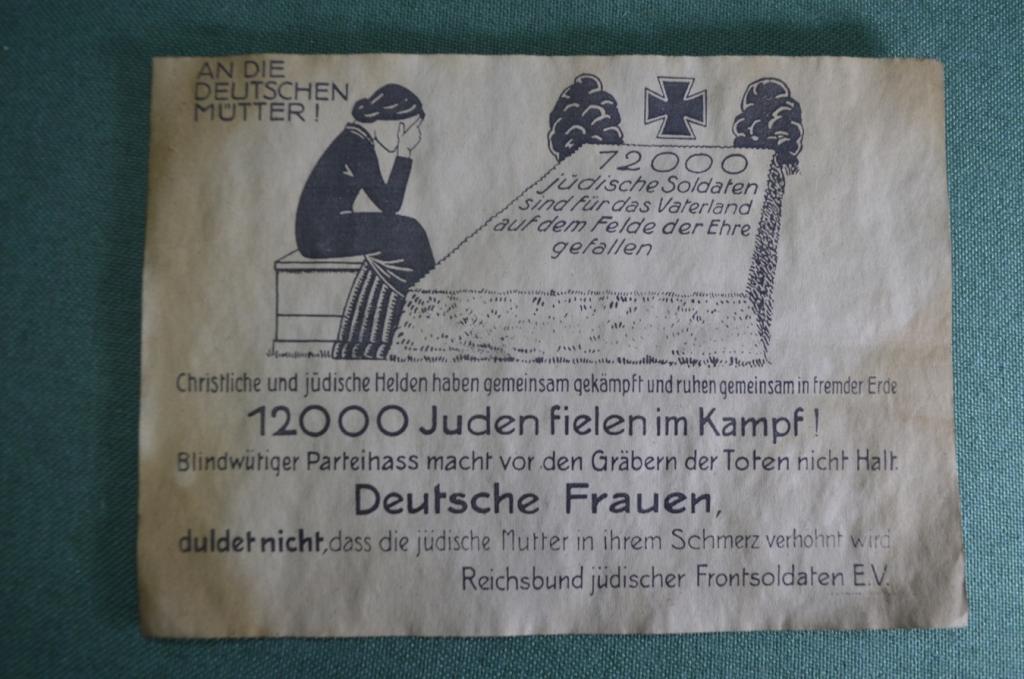 AN DIE
DEUTSCHEN
MÜTTER !
12000
jüdische Soldaten
sind für das Vaterland
auf dem Felde der Ehre
gefallen
Christliche und jüdische Helden haben gemeinsam gekämpft und ruhen gemeinsam in fremder Erde
12000 Juden fielen im Kampf !
Blindwütiger Parteihass macht vor den Gräbern der Toten nicht Halt.
Deutsche Frauen,
duldet nicht, dass die jüdische Mutter in ihrem Schmerz verhöhnt wird
Reichsbund jüdischer Frontsoldaten E.V.